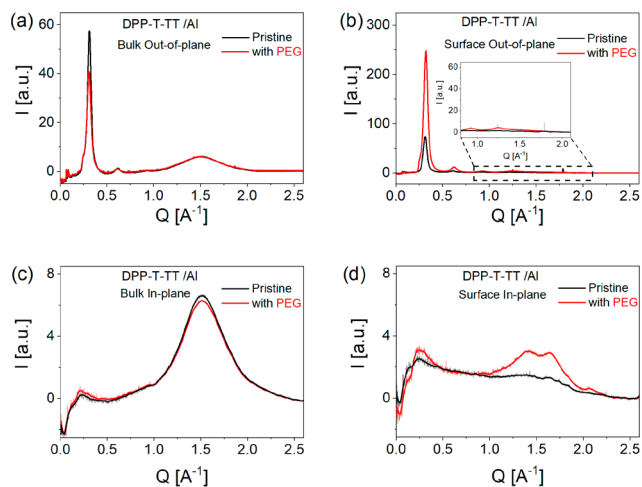 (a)
DPP-T-TT /Al
Bulk Out-of-plane
Pristine
with PEG
I [a.u.]
60
40
20
0
0.0 0.5 1.0 1.5 2.0 2.5
Q [A⁻¹]
(b)
DPP-T-TT /Al
Surface Out-of-plane
Pristine
with PEG
I [a.u.]
300
250
200
150
100
50
0
0.0 0.5 1.0 1.5 2.0 2.5
Q [A⁻¹]
I [a.u.]
60
40
20
0
1.0 1.5 2.0
Q [A⁻¹]
(c)
DPP-T-TT /Al
Bulk In-plane
Pristine
with PEG
I [a.u.]
8
4
0
0.0 0.5 1.0 1.5 2.0 2.5
Q [A⁻¹]
(d)
DPP-T-TT /Al
Surface In-plane
Pristine
with PEG
I [a.u.]
8
4
0
0.0 0.5 1.0 1.5 2.0 2.5
Q [A⁻¹]